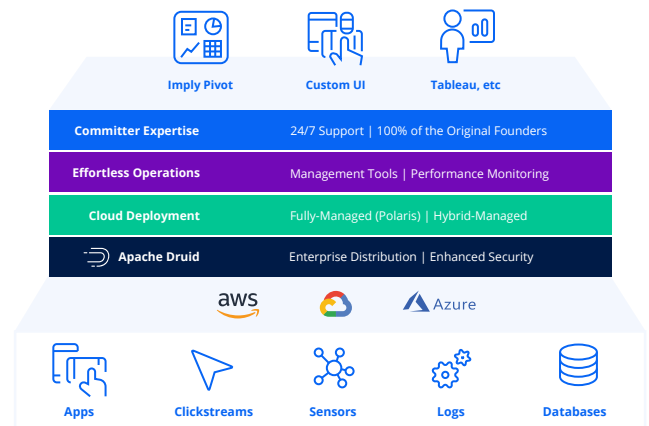 Imply Pivot
Custom UI
Tableau, etc
Committer Expertise 24/7 Support | 100% of the Original Founders
Effortless Operations Management Tools | Performance Monitoring
Cloud Deployment Fully-Managed (Polaris) | Hybrid-Managed
Apache Druid Enterprise Distribution | Enhanced Security
aws
Azure
Apps
Clickstreams
Sensors
Logs
Databases